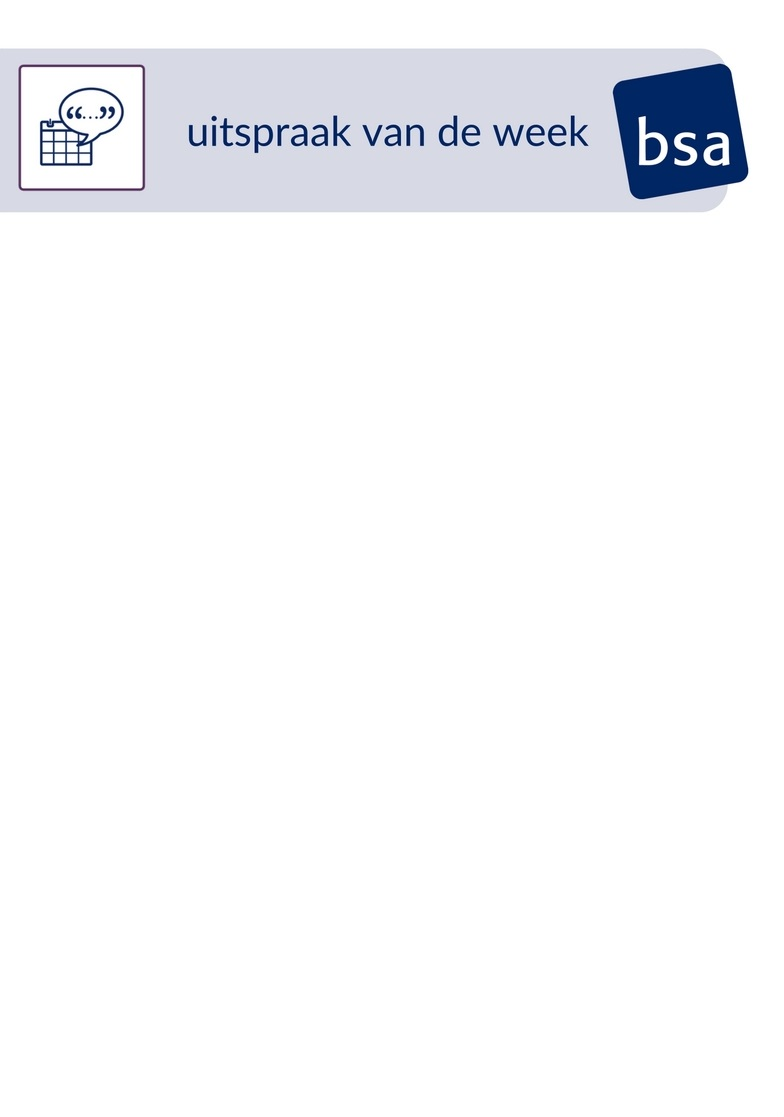 “...”
uitspraak van de week
bsa